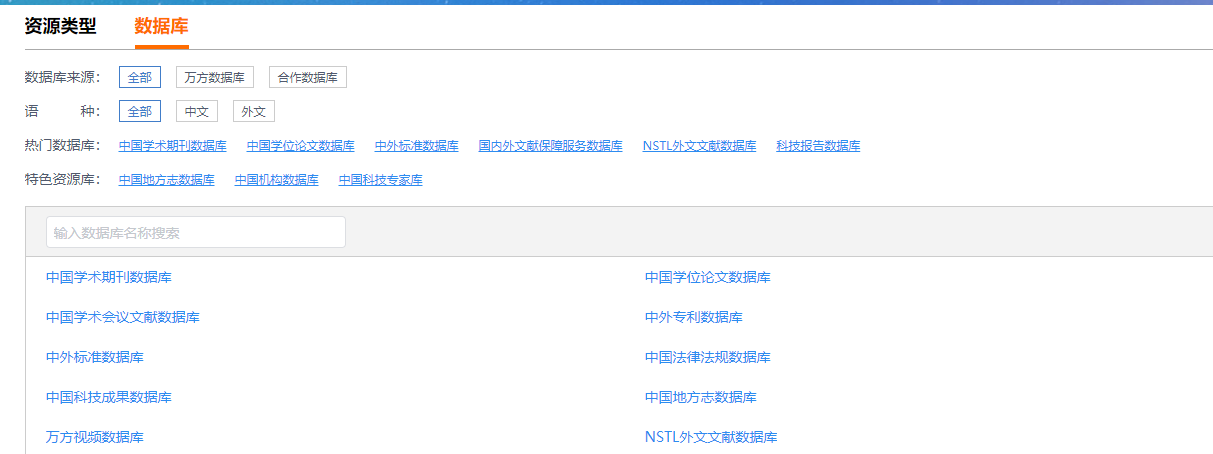 资源类型 数据库
数据库来源： 全部 万方数据库 合作数据库
语 种： 全部 中文 外文
热门数据库： 中国学术期刊数据库 中国学位论文数据库 中外标准数据库 国内外文献保障服务数据库 NSTL外文文献数据库 科技报告数据库
特色资源库： 中国地方志数据库 中国机构数据库 中国科技专家库
输入数据库名称搜索
中国学术期刊数据库 中国学位论文数据库
中国学术会议文献数据库 中外专利数据库
中外标准数据库 中国法律法规数据库
中国科技成果数据库 中国地方志数据库
万方视频数据库 NSTL外文文献数据库